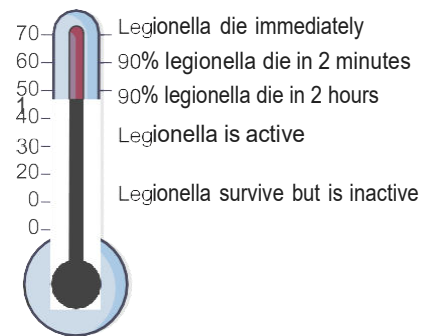 70 Legionella die immediately
60 90% legionella die in 2 minutes
50 90% legionella die in 2 hours
1
40
Legionella is active
30
20
0 Legionella survive but is inactive
0